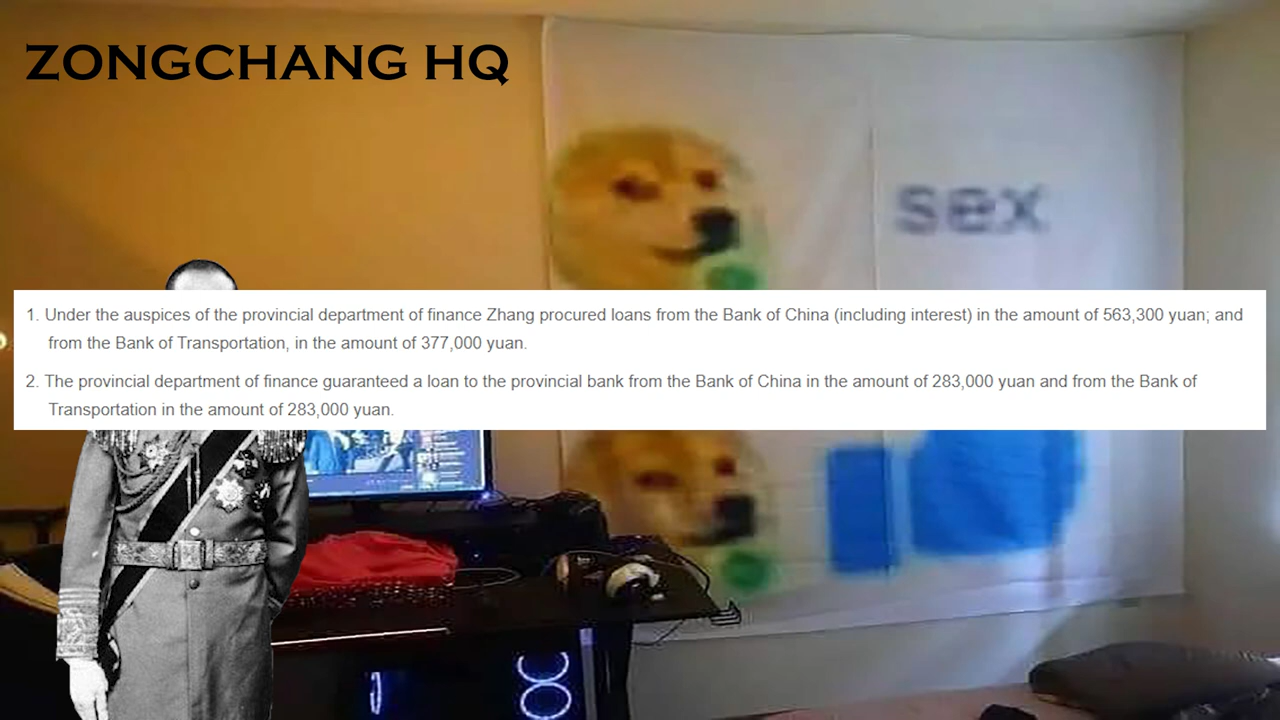 ZONGCHANG HQ
sex
1. Under the auspices of the provincial department of finance Zhang procured loans from the Bank of China (including interest) in the amount of 563,300 yuan; and
from the Bank of Transportation, in the amount of 377,000 yuan.
2. The provincial department of finance guaranteed a loan to the provincial bank from the Bank of China in the amount of 283,000 yuan and from the Bank of
Transportation in the amount of 283,000 yuan.